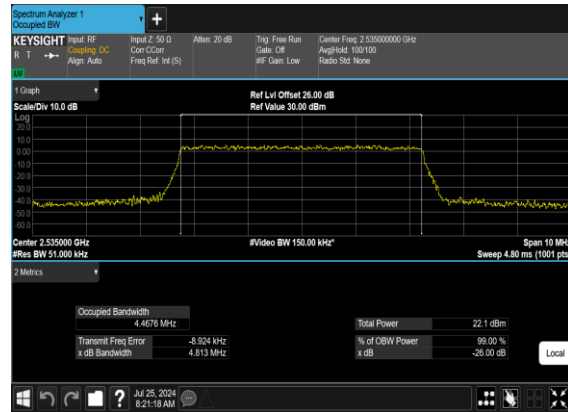 Spectrum Analyzer 1
Occupied BW
+
KEYSIGHT Input: RF Input Z: 50 Ω Atten: 20 dB Trig: Free Run Center Freq: 2.535000000 GHz
R T Coupling: DC Corr CCorr Gate: Off Avg|Hold: 100/100
Align: Auto Freq Ref: Int (S) #IF Gain: Low Radio Std: None
LW
1 Graph
Ref Lvl Offset 26.00 dB
Scale/Div 10.0 dB Ref Value 30.00 dBm
Log
20.0
10.0
0.00
-10.0
-20.0
-30.0
-40.0
-50.0
-60.0
Center 2.535000 GHz #Video BW 150.00 kHz* Span 10 MHz
#Res BW 51.000 kHz Sweep 4.80 ms (1001 pts
2 Metrics
Occupied Bandwidth
4.4676 MHz Total Power 22.1 dBm
Transmit Freq Error -8.924 kHz % of OBW Power 99.00 %
x dB Bandwidth 4.813 MHz x dB -26.00 dB
Local
? Jul 25, 2024
8:21:18 AM